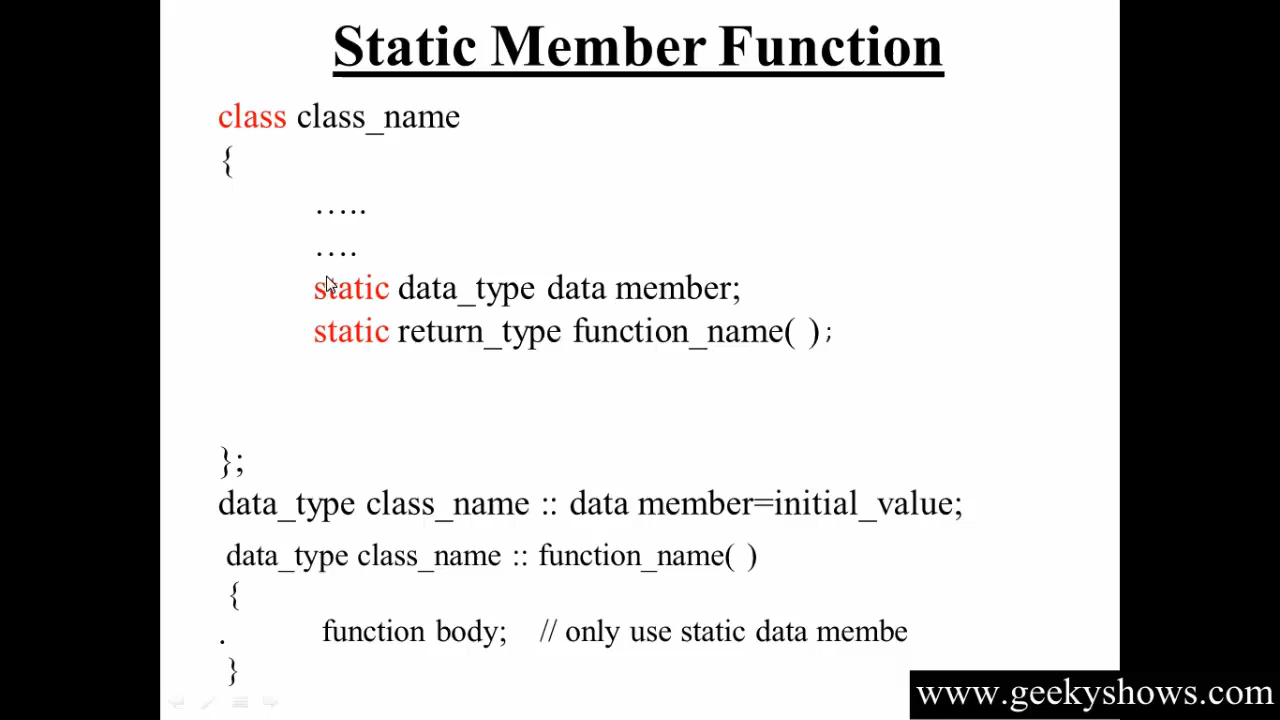 Static Member Function
class class_name
{
…..
….
static data_type data member;
static return_type function_name( );
};
data_type class_name :: data member=initial_value;
data_type class_name :: function_name( )
{
. function body; // only use static data membe
}
www.geekyshows.com